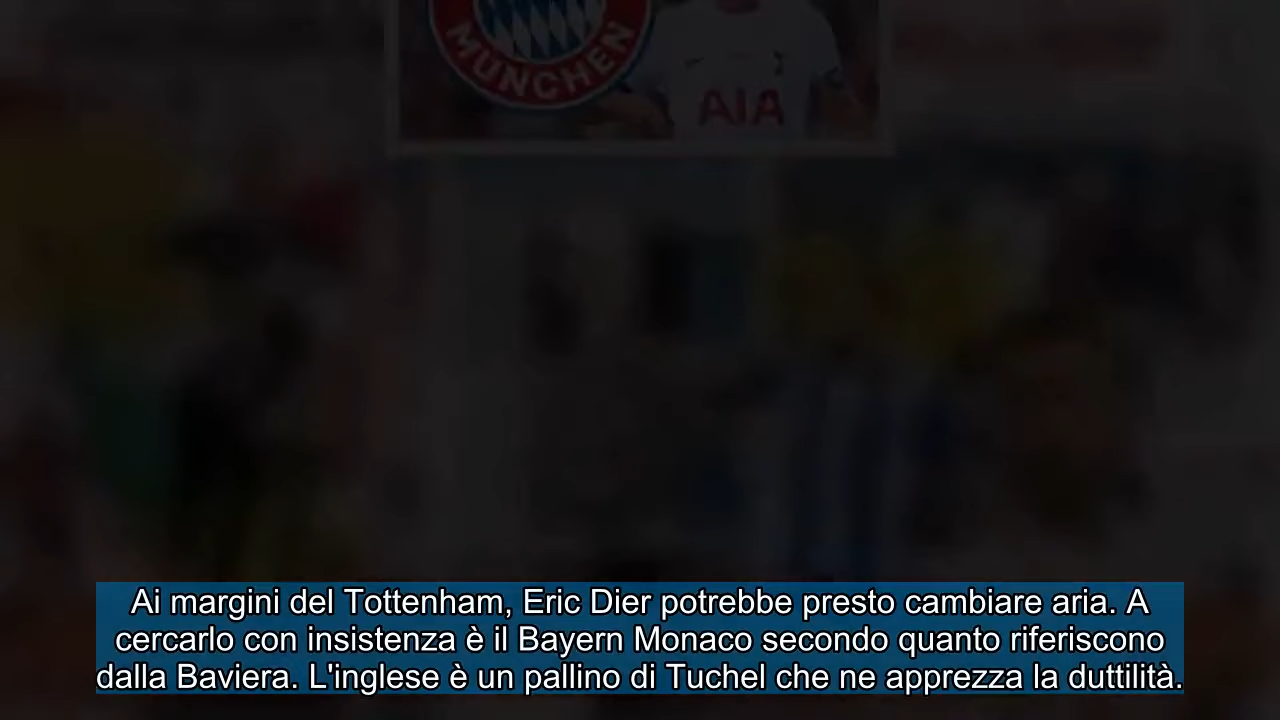 MÜNCHEN
AIA
Ai margini del Tottenham, Eric Dier potrebbe presto cambiare aria. A
cercarlo con insistenza è il Bayern Monaco secondo quanto riferiscono
dalla Baviera. L'inglese è un pallino di Tuchel che ne apprezza la duttilità.